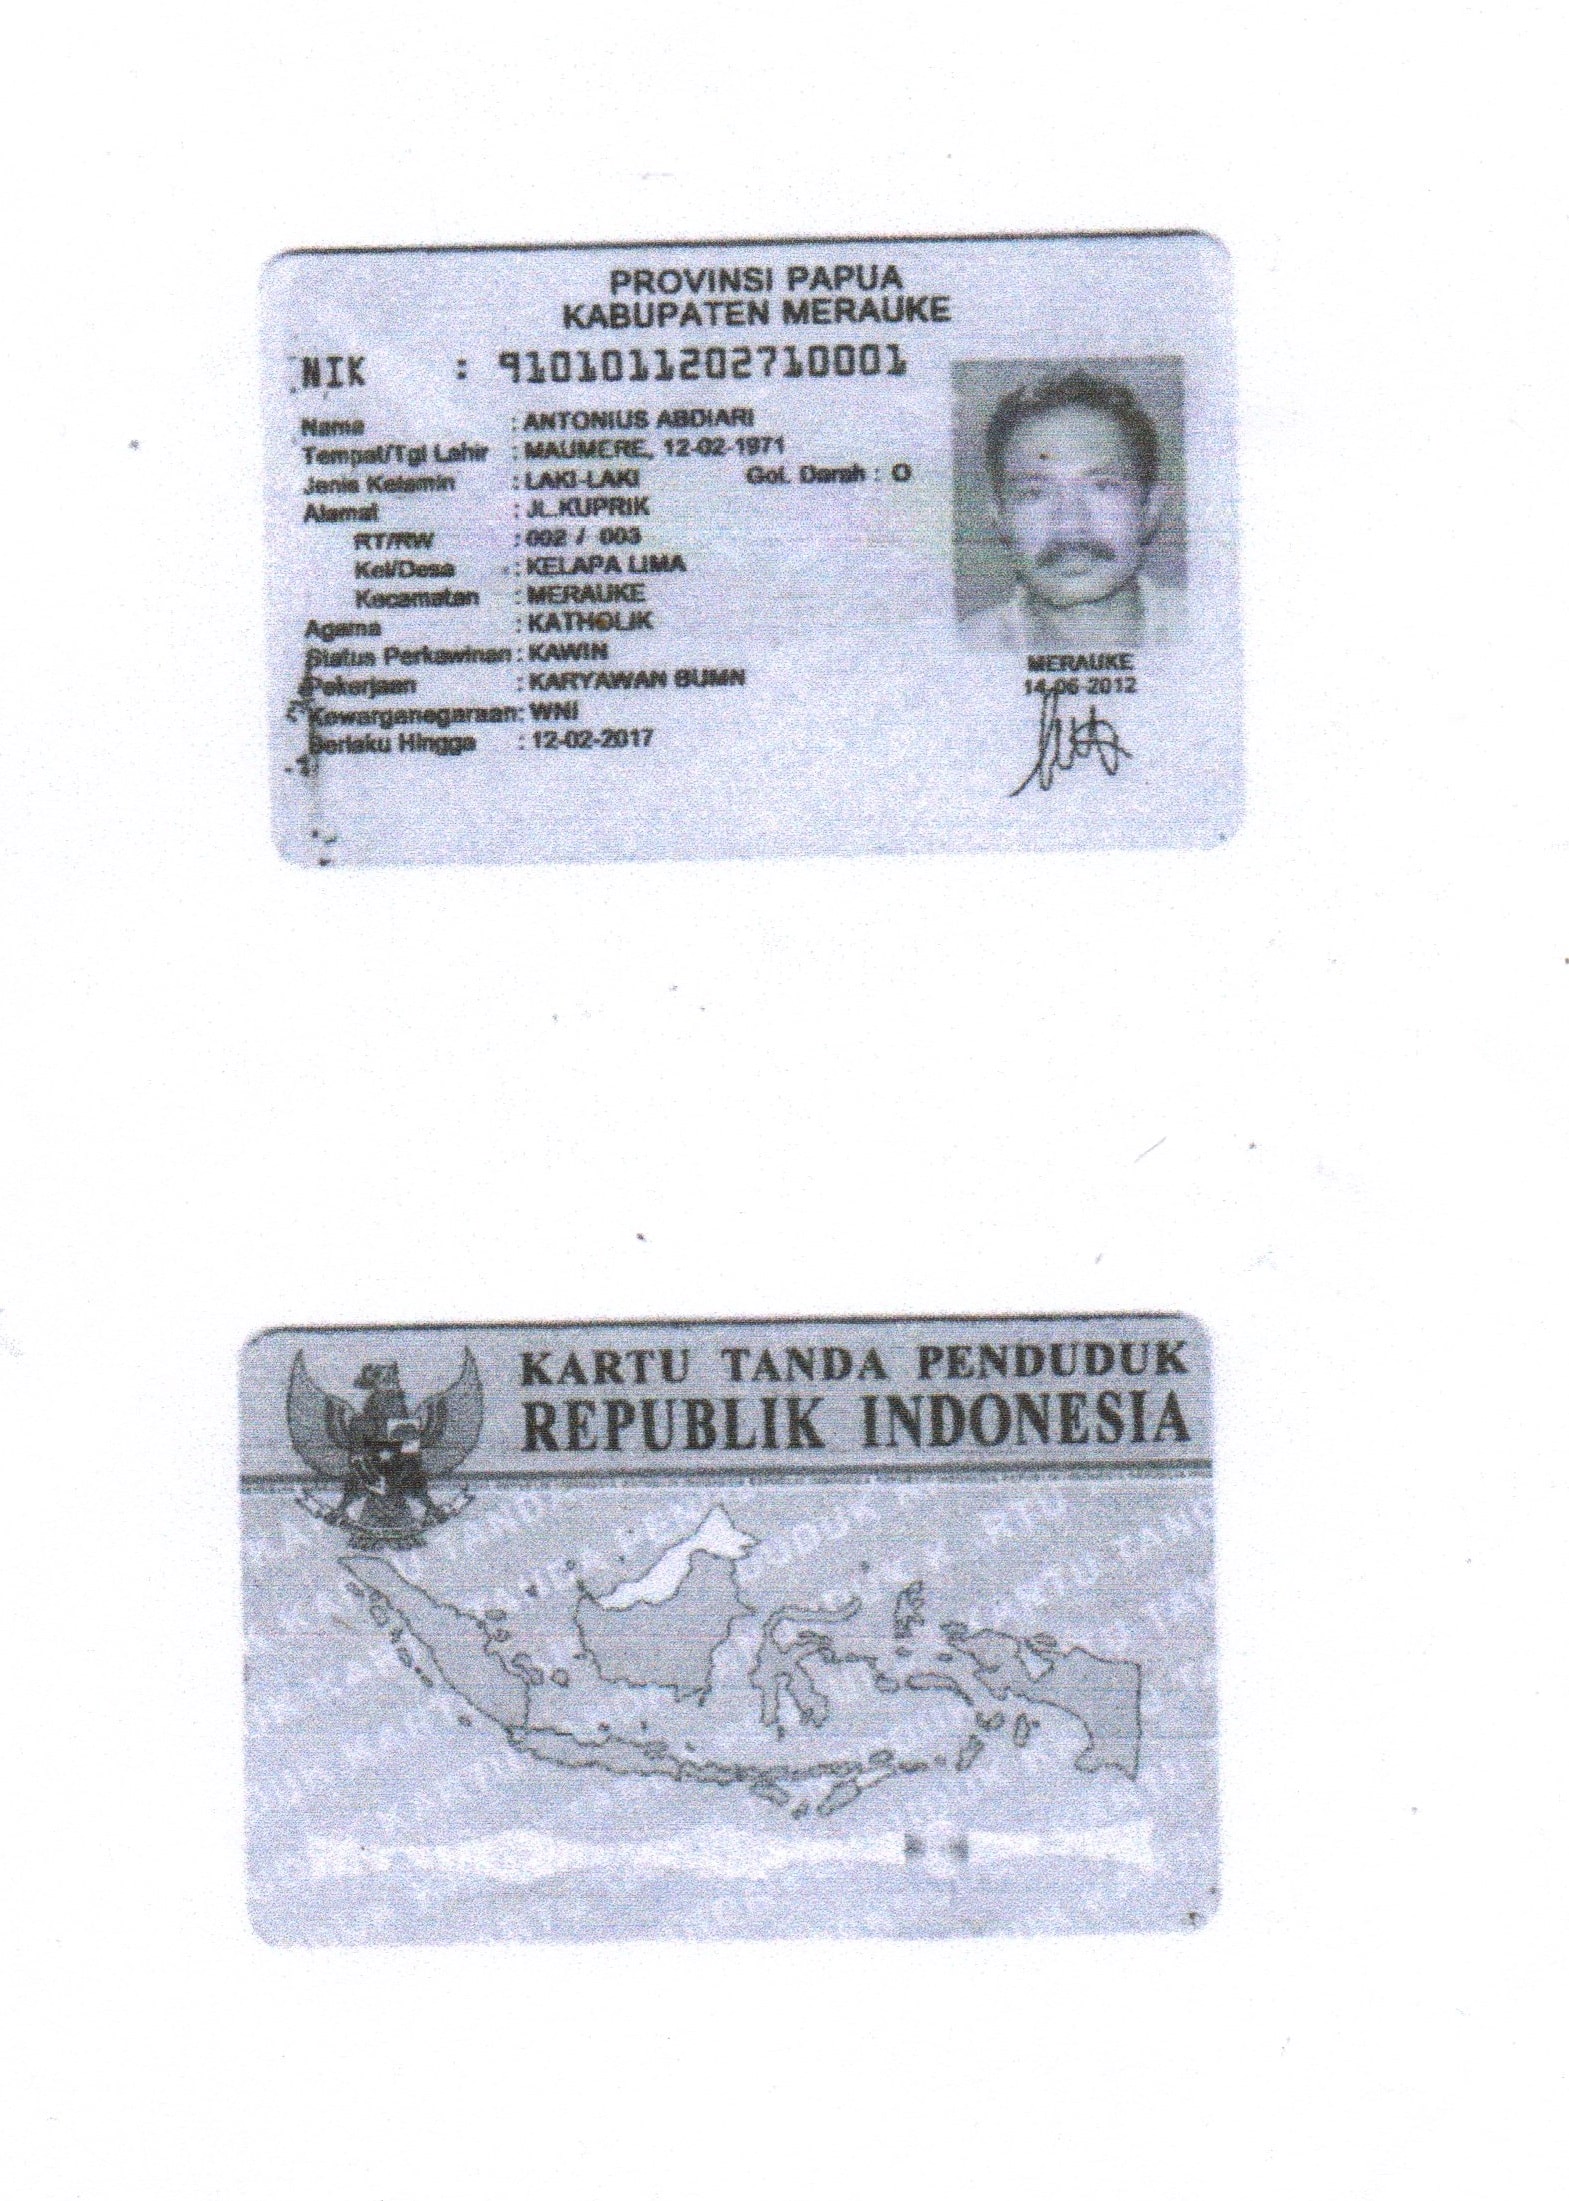 PROVINSI PAPUA
KABUPATEN MERAUKE
NIK : 9101011202710001
Nama : ANTONIUS ABDIARI
Tempat/Tgl Lahir : MAUMERE, 12-02-1971
Jenis Kelamin : LAKI-LAKI Gol. Darah : O
Alamat : JL.KUPRIK
RT/RW : 002 / 003
Kel/Desa : KELAPA LIMA
Kecamatan : MERAUKE
Agama : KATHOLIK
Status Perkawinan : KAWIN
Pekerjaan : KARYAWAN BUMN
Kewarganegaraan : WNI
Berlaku Hingga : 12-02-2017
MERAUKE
14-06-2012
KARTU TANDA PENDUDUK
REPUBLIK INDONESIA